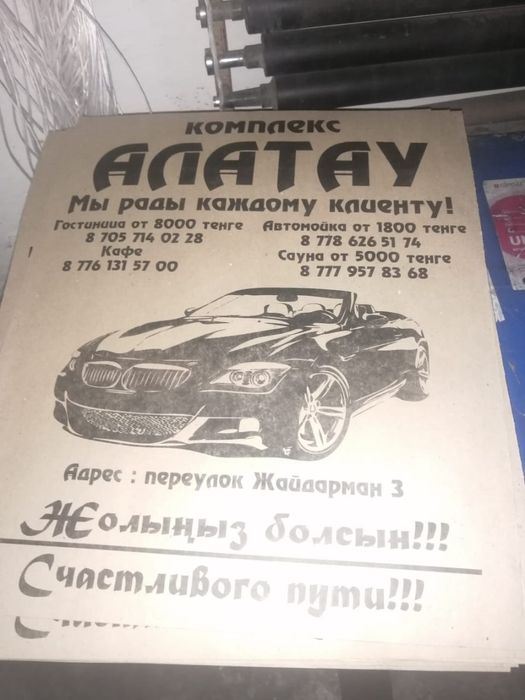 КОМПЛЕКС
АЛАТАУ
Мы рады каждому клиенту!
Гостиница от 8000 тенге
8 705 714 02 28
Кафе
8 776 131 57 00
Автомойка от 1800 тенге
8 778 626 51 74
Сауна от 5000 тенге
8 777 957 83 68
Адрес : переулок Жайдарман 3
Жолыңыз болсын!!!
Счастливого пути!!!